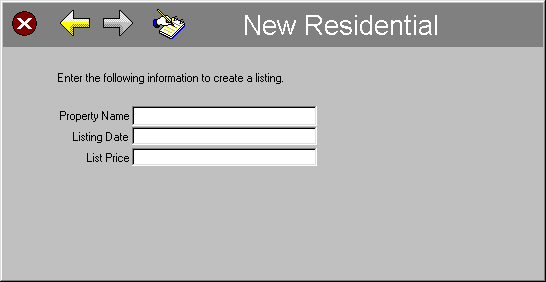 New Residential
Enter the following information to create a listing.
Property Name
Listing Date
List Price